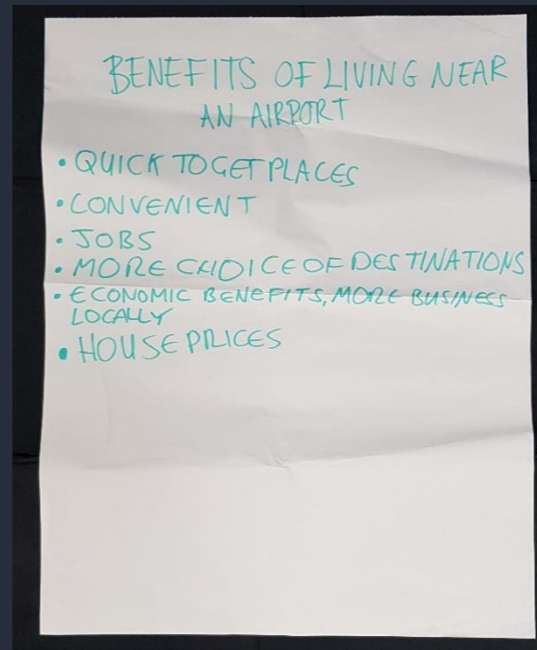 BENEFITS OF LIVING NEAR
AN AIRPORT
• QUICK TO GET PLACES
• CONVENIENT
• JOBS
• MORE CHOICE OF DESTINATIONS
• ECONOMIC BENEFITS, MORE BUSINESS
LOCALLY
• HOUSE PRICES